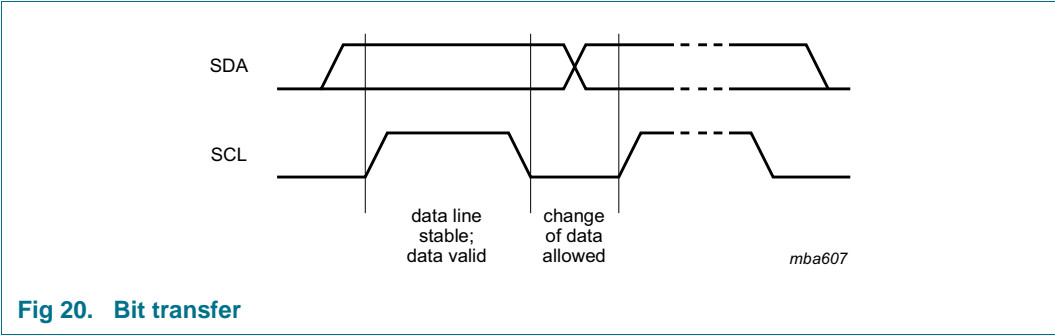 SDA
SCL
data line
stable;
data valid
change
of data
allowed
mba607
Fig 20. Bit transfer